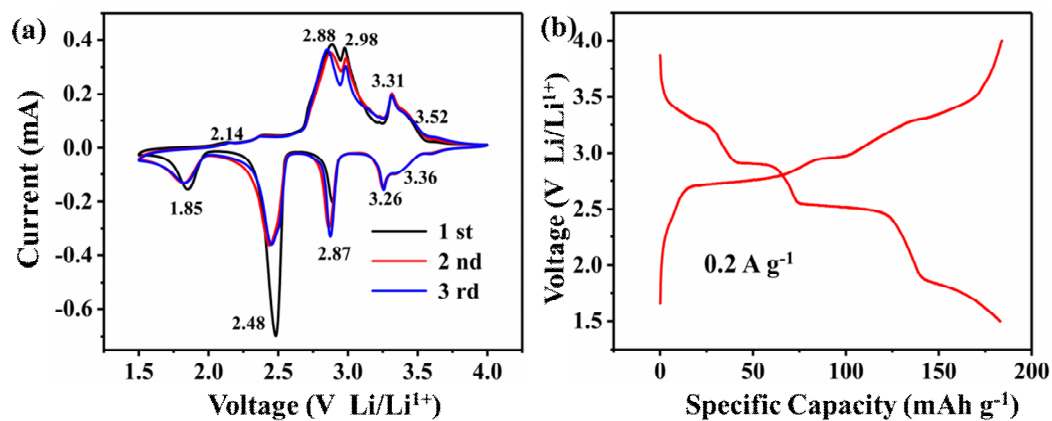 (a)
Current (mA)
0.4
0.2
0.0
-0.2
-0.4
-0.6
2.88
2.98
3.31
3.52
2.14
1.85
2.48
2.87
3.26
3.36
1 st
2 nd
3 rd
1.5 2.0 2.5 3.0 3.5 4.0
Voltage (V Li/Li¹⁺)
(b)
Voltage (V Li/Li¹⁺)
4.0
3.5
3.0
2.5
2.0
1.5
0.2 A g⁻¹
0 50 100 150 200
Specific Capacity (mAh g⁻¹)